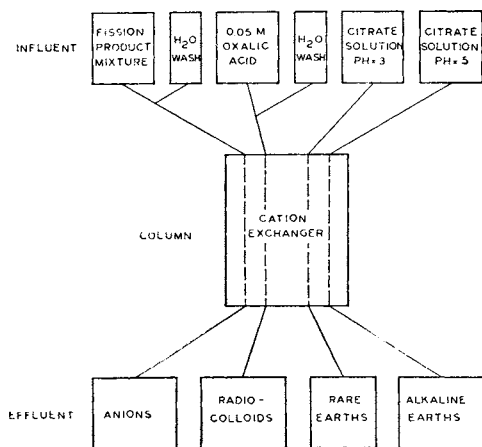 INFLUENT
FISSION
PRODUCT
MIXTURE
H2O
WASH
0.05 M
OXALIC
ACID
H2O
WASH
CITRATE
SOLUTION
PH=3
CITRATE
SOLUTION
PH=5
COLUMN
CATION
EXCHANGER
EFFLUENT
ANIONS
RADIO-
COLLOIDS
RARE
EARTHS
ALKALINE
EARTHS